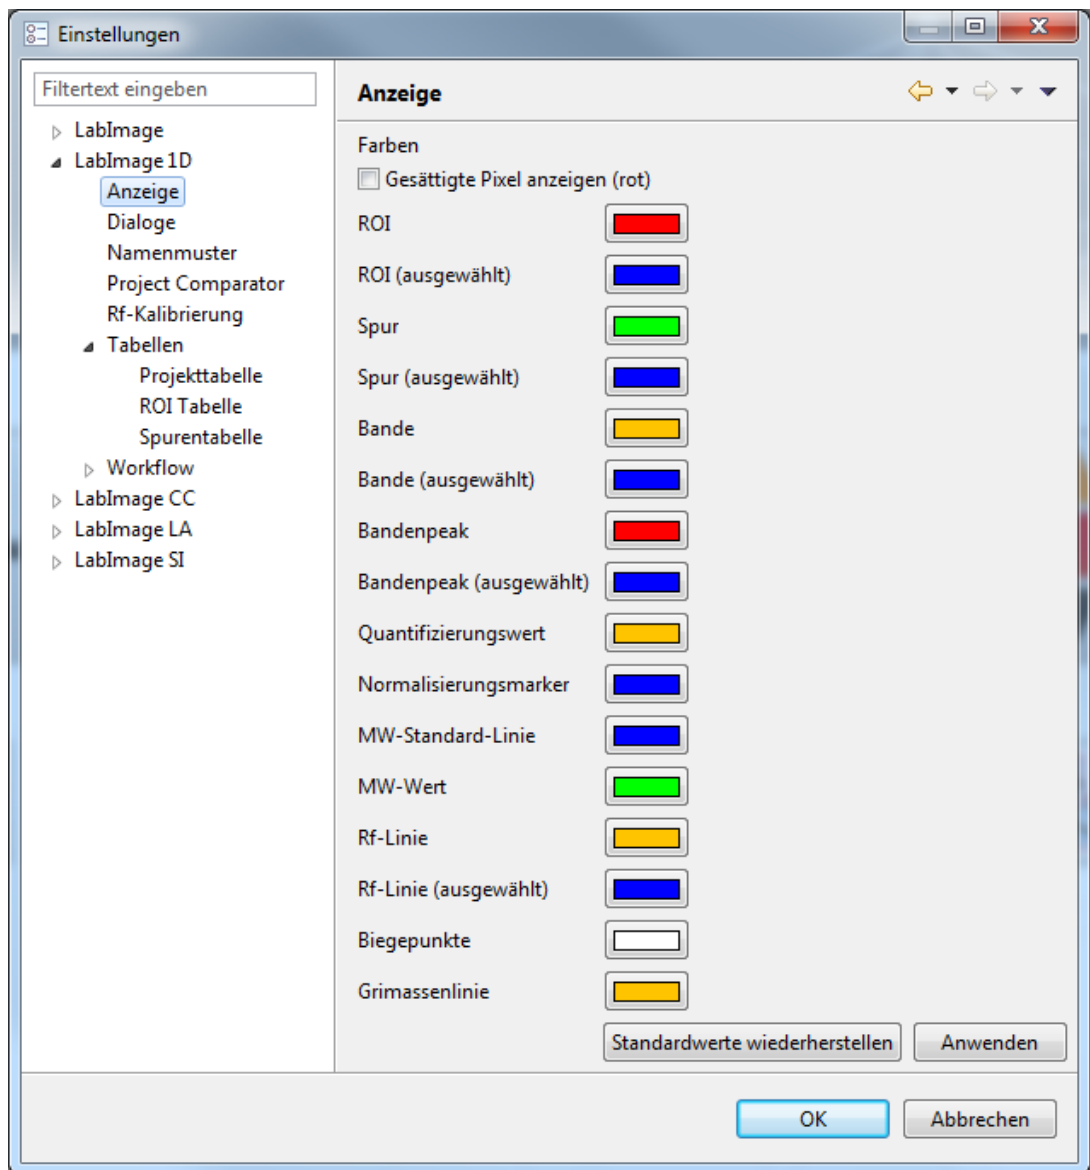 Einstellungen
Filtertext eingeben
LabImage
LabImage 1D
Anzeige
Dialoge
Namenmuster
Project Comparator
Rf-Kalibrierung
Tabellen
Projekttabelle
ROI Tabelle
Spurentabelle
Workflow
LabImage CC
LabImage LA
LabImage SI
Anzeige
Farben
Gesättigte Pixel anzeigen (rot)
ROI
ROI (ausgewählt)
Spur
Spur (ausgewählt)
Bande
Bande (ausgewählt)
Bandenpeak
Bandenpeak (ausgewählt)
Quantifizierungswert
Normalisierungsmarker
MW-Standard-Linie
MW-Wert
Rf-Linie
Rf-Linie (ausgewählt)
Biegepunkte
Grimassenlinie
Standardwerte wiederherstellen Anwenden
OK Abbrechen